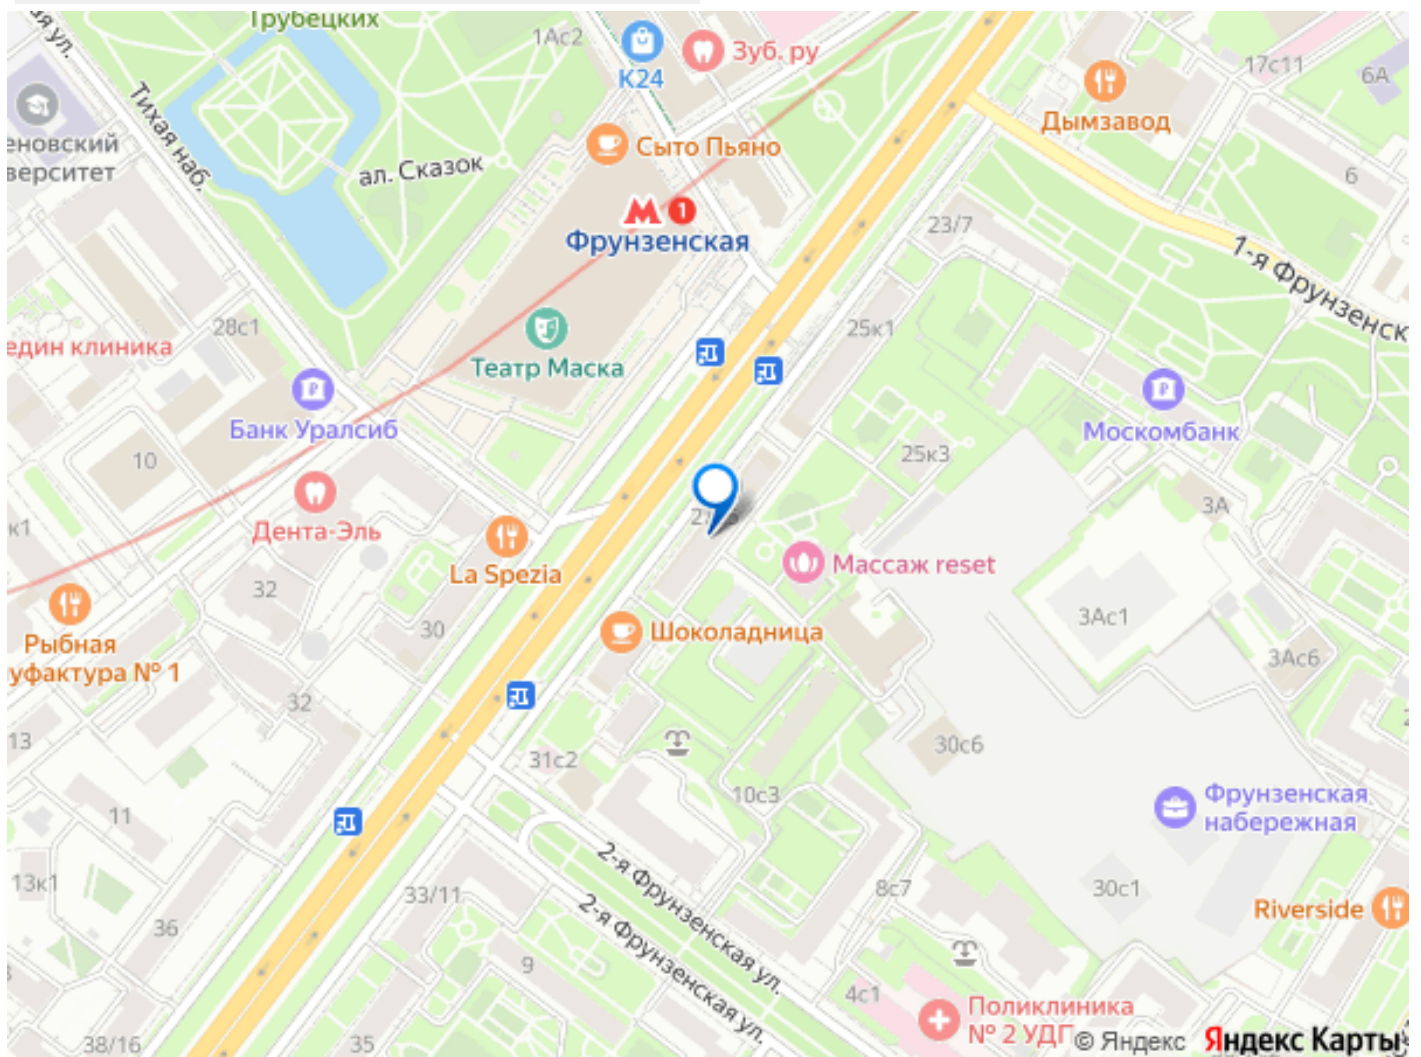 Трубецких
1Ас2
К24
Зуб.ру
17с11
6А
Дымзавод
Тихая наб.
ал. Сказок
Сыто Пьяно
6
1
Фрунзенская
23/7
1-я Фрунзенск
28с1
един клиника
Театр Маска
25к1
Банк Уралсиб
Москомбанк
10
25к3
3А
Дента-Эль
к1
La Spezia
Массаж reset
32
30
Шоколадница
3Ас1
Рыбная
уфактура № 1
3Ас6
32
13
31с2
30с6
10с3
11
Фрунзенская
набережная
13к1
33/11
2-я Фрунзенская ул.
2-я Фрунзенская ул.
8с7
30с1
Riverside
36
9
4с1
Поликлиника
№ 2 УДГ
38/16
35
© Яндекс Яндекс Карты